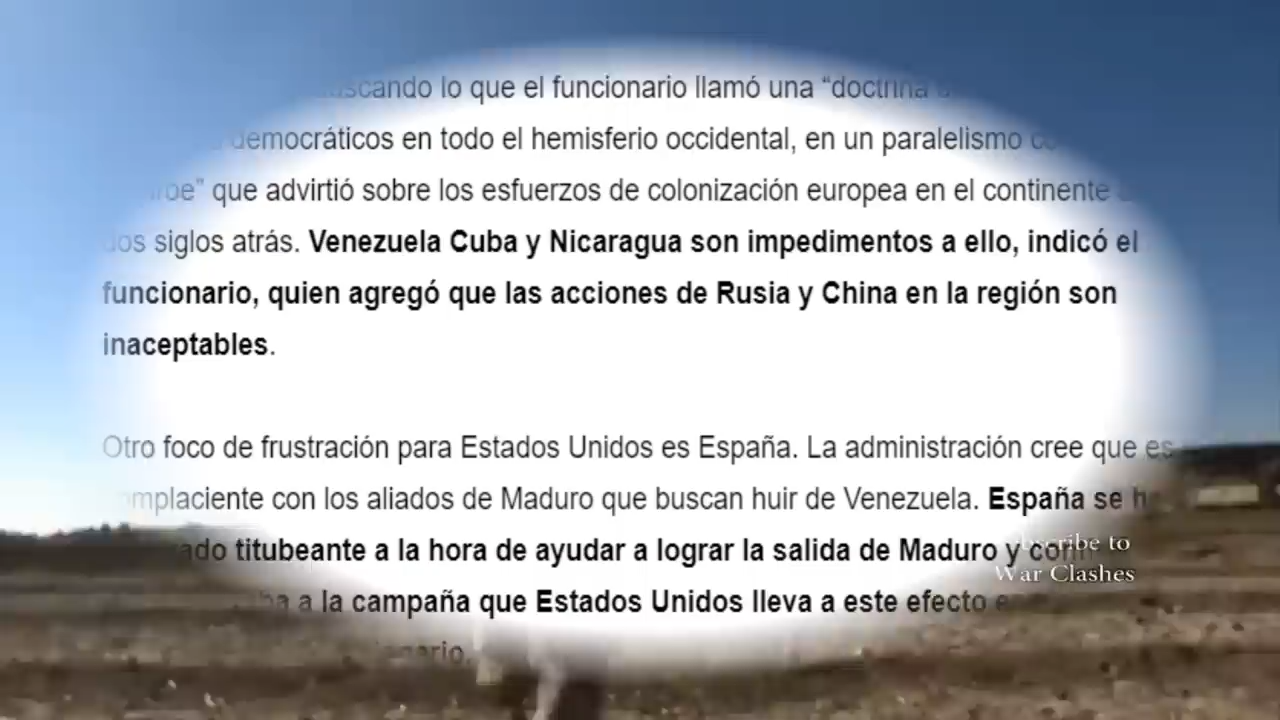 buscando lo que el funcionario llamó una “doctrina
democráticos en todo el hemisferio occidental, en un paralelismo
que advirtió sobre los esfuerzos de colonización europea en el continente
dos siglos atrás. Venezuela Cuba y Nicaragua son impedimentos a ello, indicó el
funcionario, quien agregó que las acciones de Rusia y China en la región son
inaceptables.
Otro foco de frustración para Estados Unidos es España. La administración cree que es
complaciente con los aliados de Maduro que buscan huir de Venezuela. España se
titubeante a la hora de ayudar a lograr la salida de Maduro y
a la campaña que Estados Unidos lleva a este efecto
Subscribe to
War Clashes